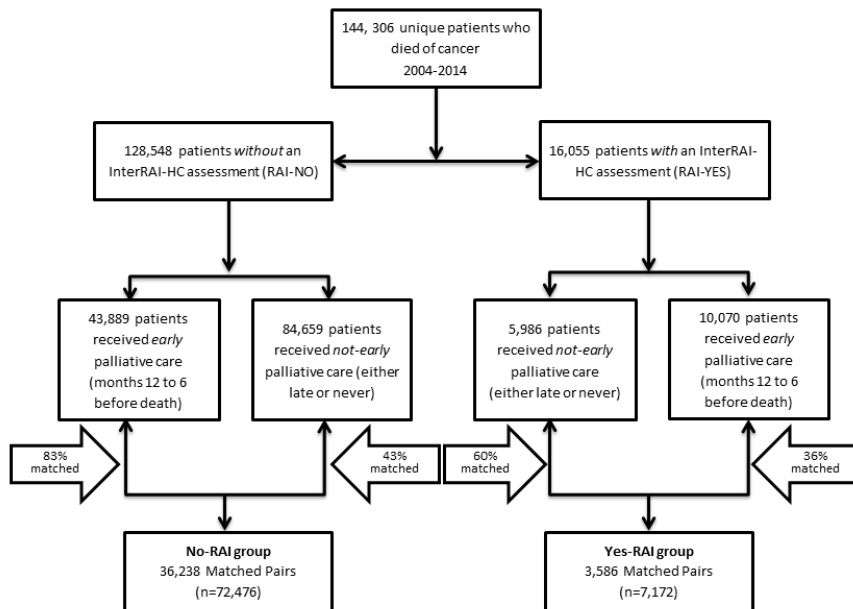 144, 306 unique patients who
died of cancer
2004-2014
128,548 patients without an
InterRAI-HC assessment (RAI-NO)
16,055 patients with an InterRAI-
HC assessment (RAI-YES)
43,889 patients
received early
palliative care
(months 12 to 6
before death)
84,659 patients
received not-early
palliative care (either
late or never)
5,986 patients
received not-early
palliative care
(either late or never)
10,070 patients
received early
palliative care
(months 12 to 6
before death)
83%
matched
43%
matched
60%
matched
36%
matched
No-RAI group
36,238 Matched Pairs
(n=72,476)
Yes-RAI group
3,586 Matched Pairs
(n=7,172)